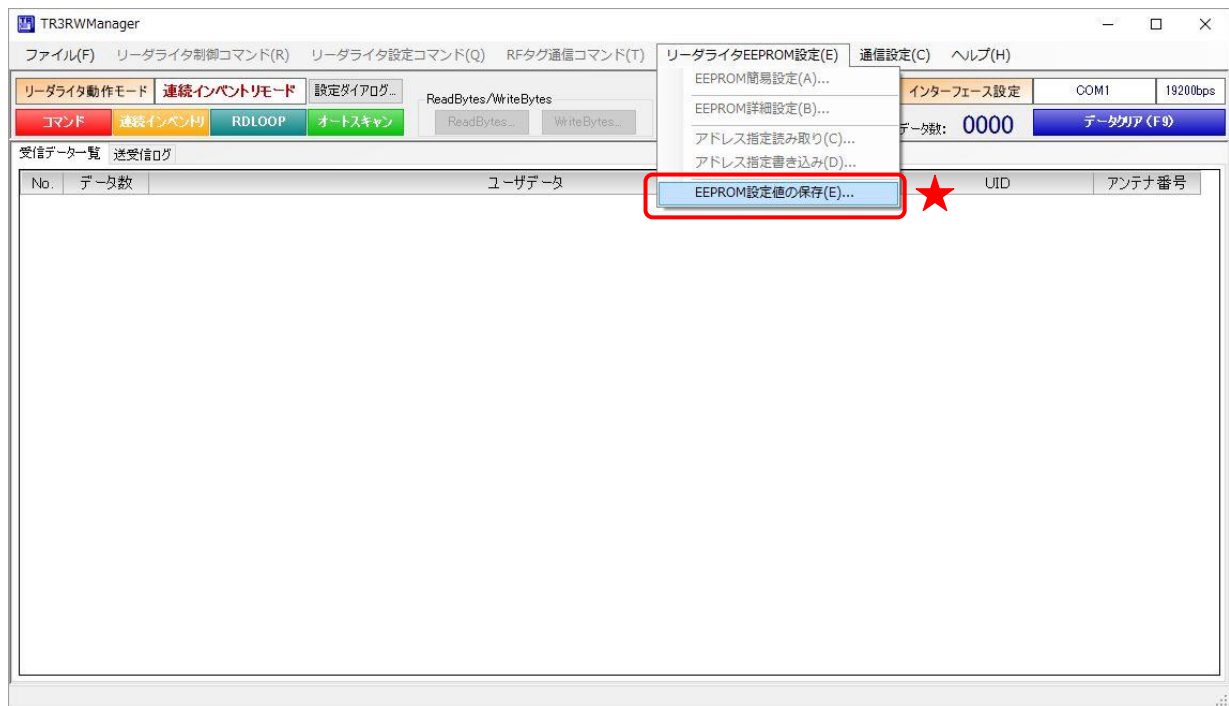 TR3RWManager
ファイル(F) リーダライタ制御コマンド(R) リーダライタ設定コマンド(Q) RFタグ通信コマンド(T) リーダライタEEPROM設定(E) 通信設定(C) ヘルプ(H)
リーダライタ動作モード 連続インベントリモード 設定ダイアログ... ReadBytes/WriteBytes EEPROM簡易設定(A)... インターフェース設定 COM1 19200bps
コマンド 連続インベントリ RDLOOP オートスキャン ReadBytes... WriteBytes... EEPROM詳細設定(B)... データ数: 0000 データクリア(F9)
アドレス指定読み取り(C)...
受信データ一覧 送受信ログ アドレス指定書き込み(D)...
No. データ数 ユーザデータ EEPROM設定値の保存(E)... UID アンテナ番号